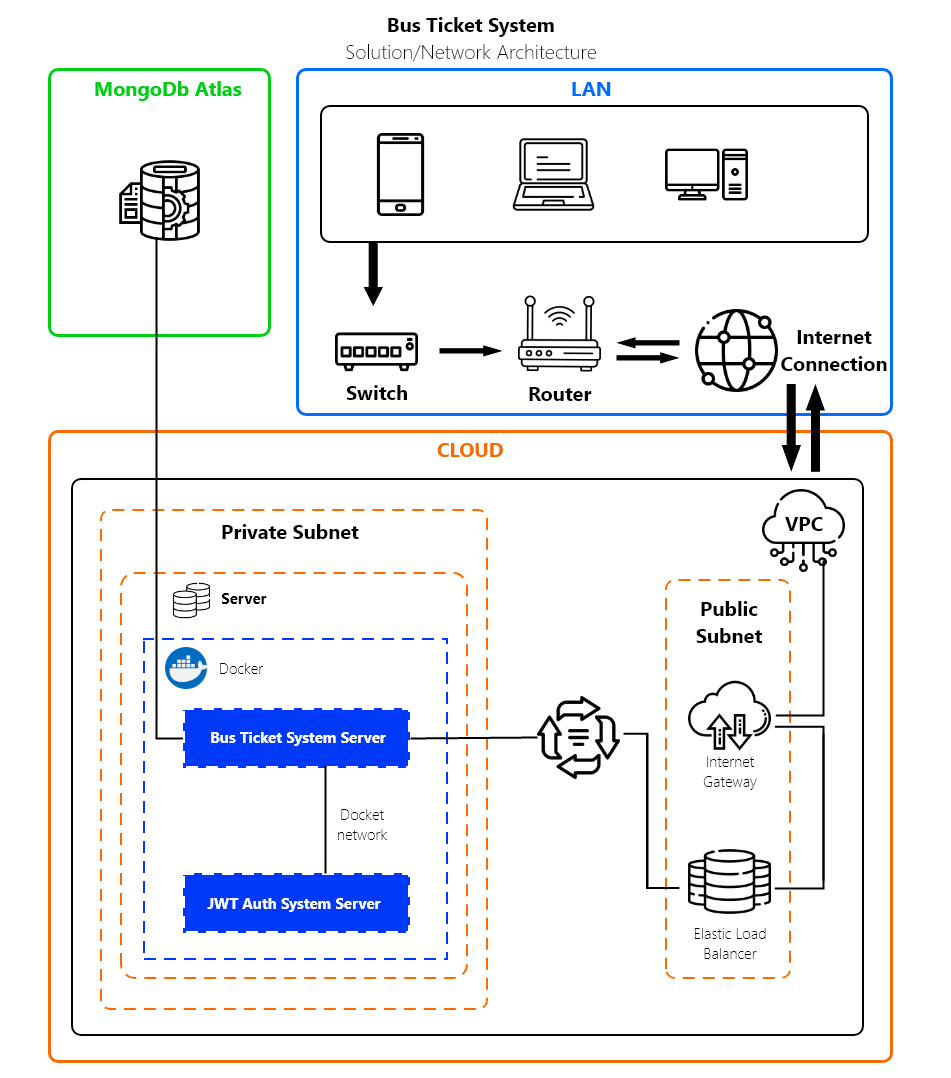 Bus Ticket System
Solution/Network Architecture
MongoDb Atlas
LAN
Switch
Router
Internet
Connection
CLOUD
VPC
Private Subnet
Server
Docker
Bus Ticket System Server
Docket
network
JWT Auth System Server
Public
Subnet
Internet
Gateway
Elastic Load
Balancer